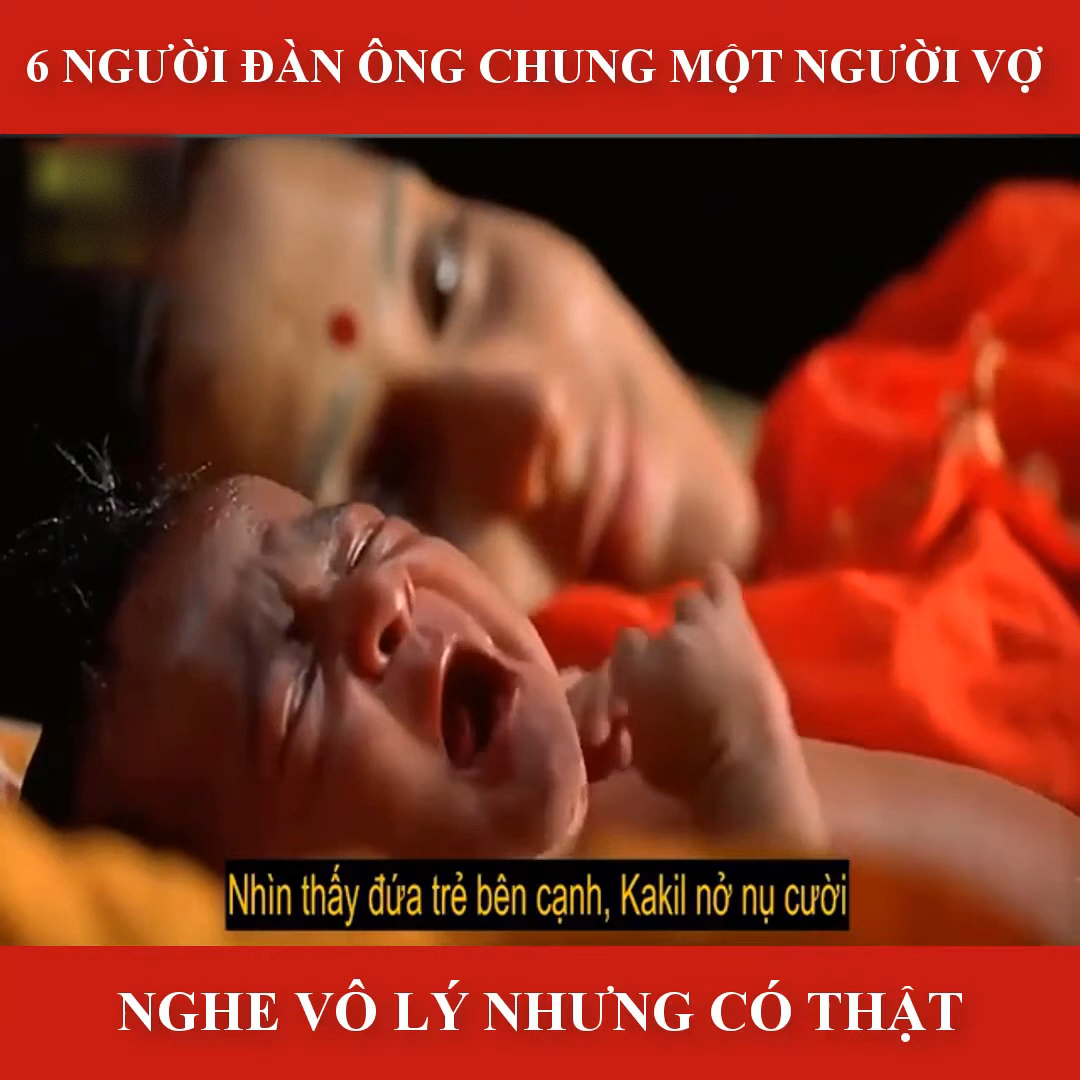 6 NGƯỜI ĐÀN ÔNG CHUNG MỘT NGƯỜI VỢ
Nhìn thấy đứa trẻ bên cạnh, Kakil nở nụ cười
NGHE VÔ LÝ NHƯNG CÓ THẬT